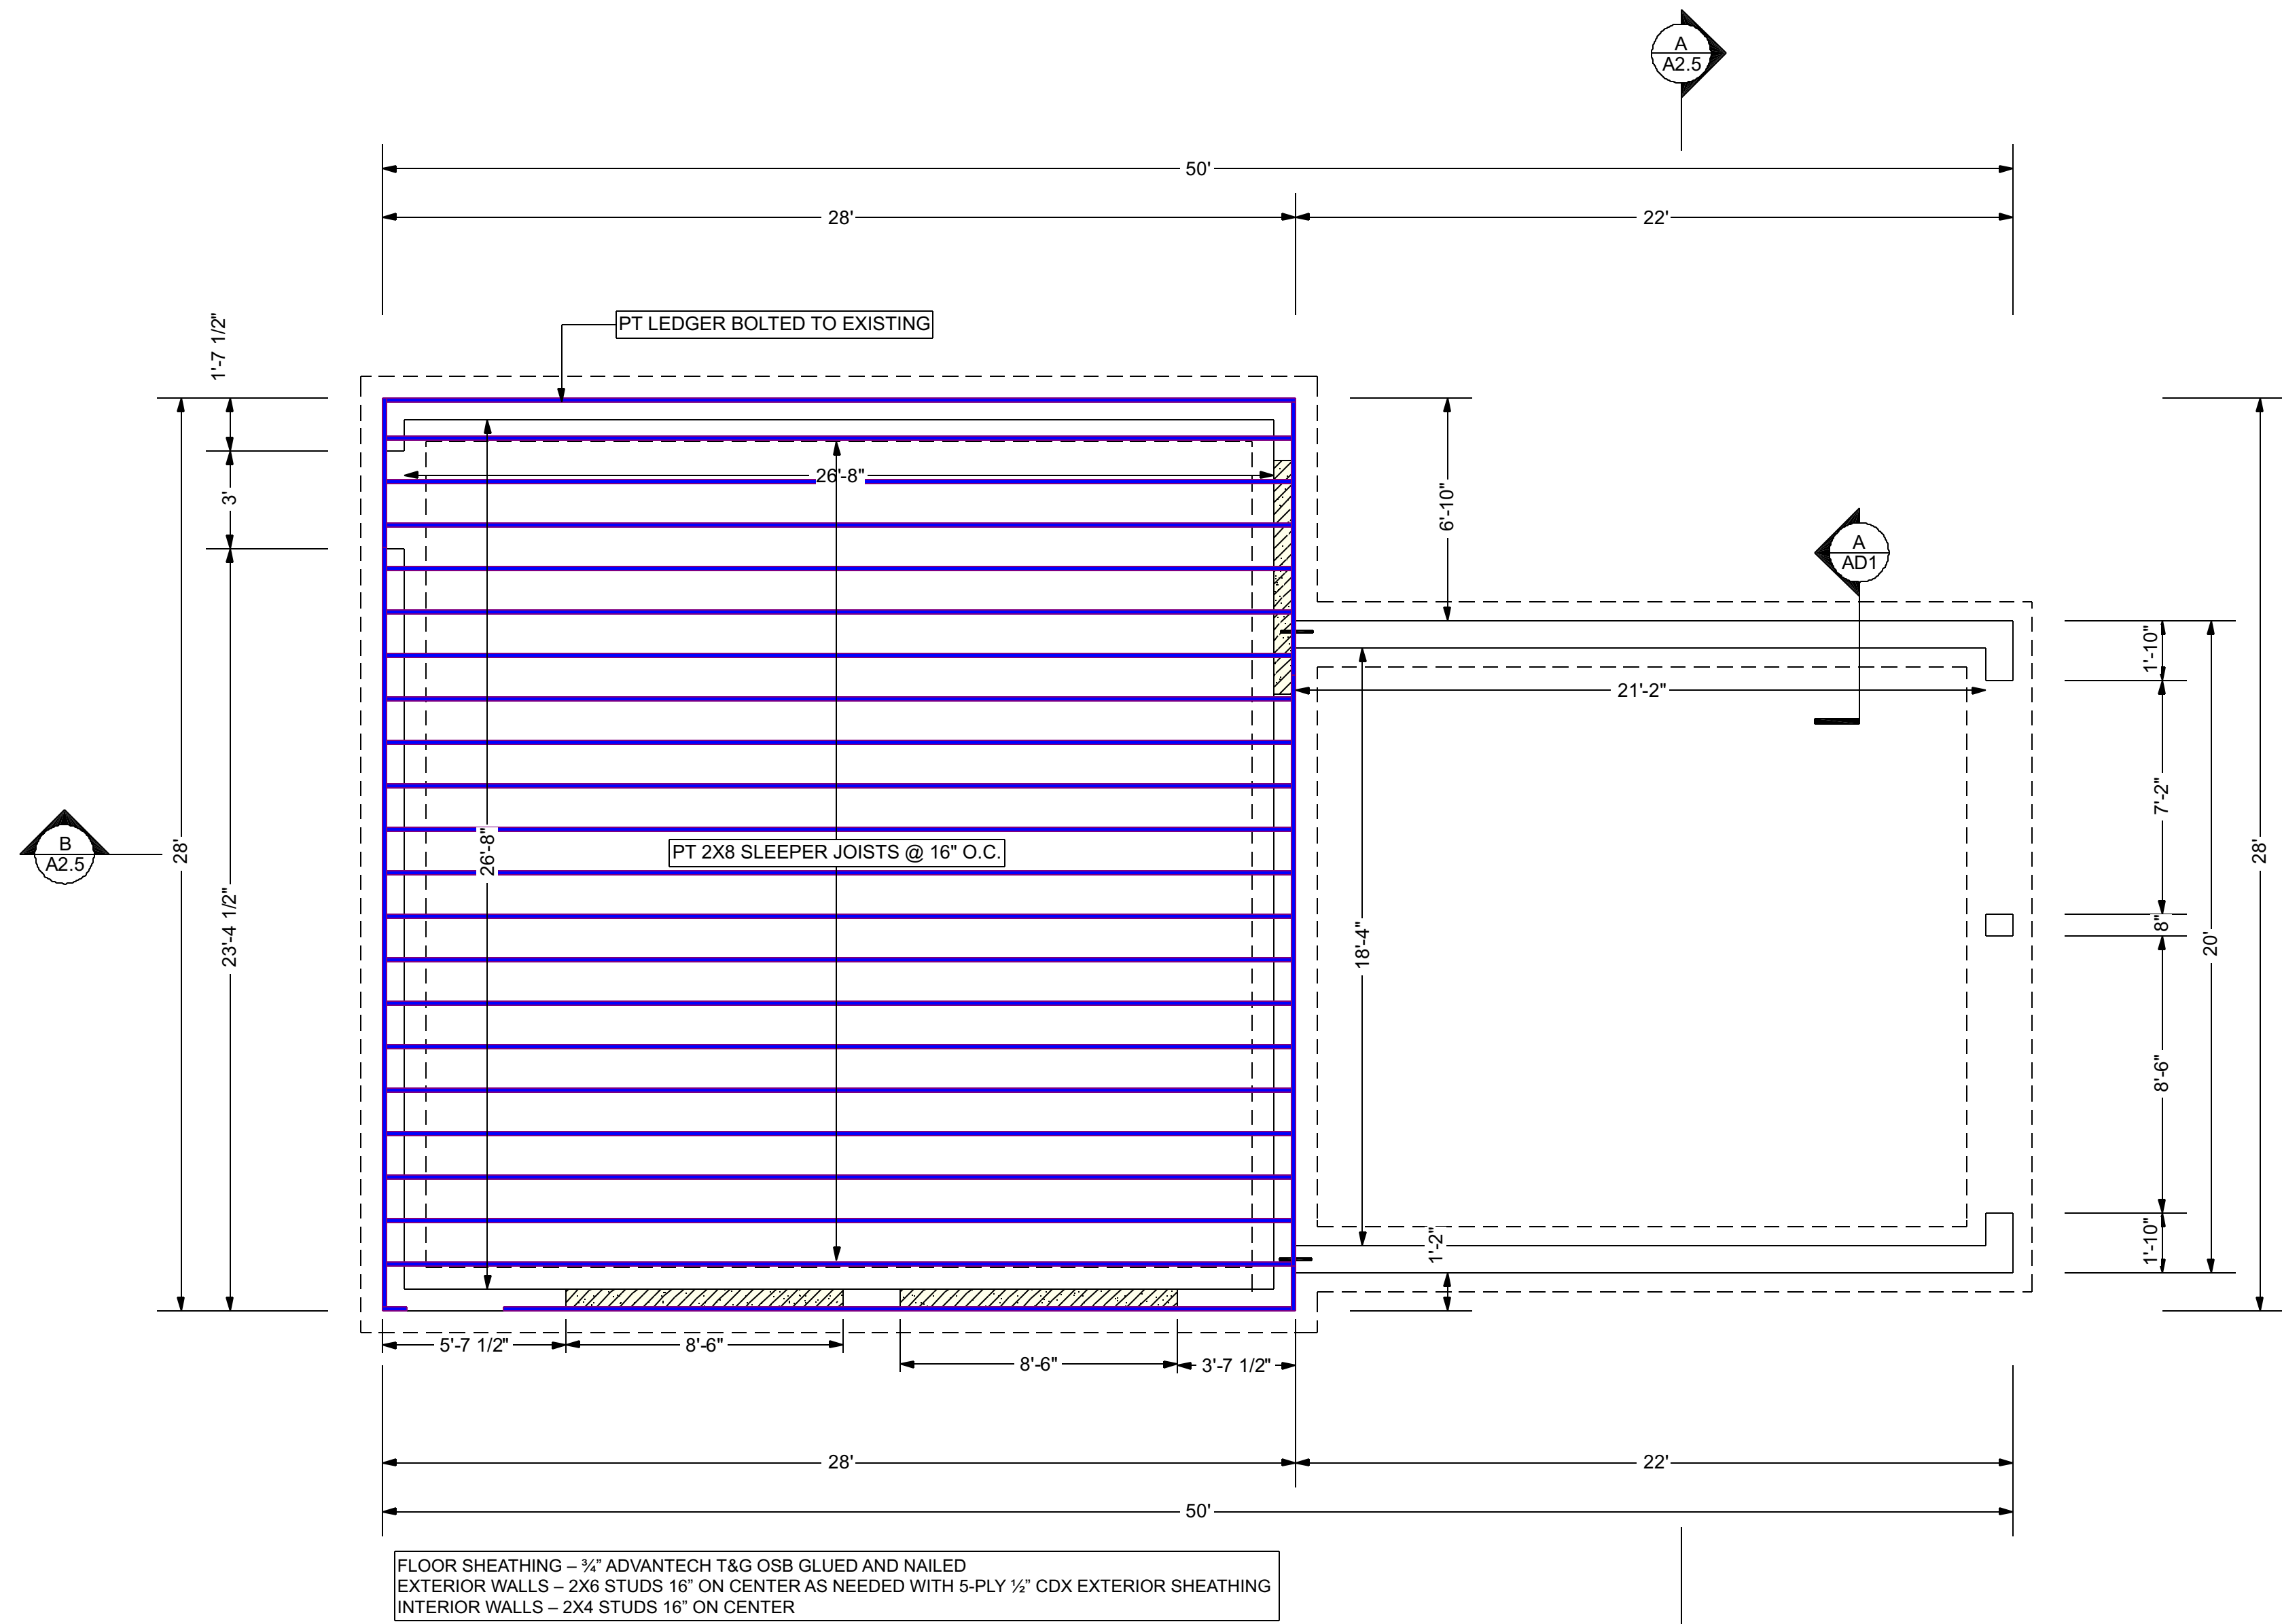 A
A2.5
50'
28'
22'
PT LEDGER BOLTED TO EXISTING
1'-7 1/2"
3'
26'-8"
6'-10"
A
AD1
1'-10"
21'-2"
7'-2"
B
A2.5
28'
23'-4 1/2"
26'-8"
PT 2X8 SLEEPER JOISTS @ 16" O.C.
18'-4"
8"
20'
28'
8'-6"
1'-2"
1'-10"
5'-7 1/2"
8'-6"
8'-6"
3'-7 1/2"
28'
22'
50'
FLOOR SHEATHING – ¾” ADVANTECH T&G OSB GLUED AND NAILED
EXTERIOR WALLS – 2X6 STUDS 16” ON CENTER AS NEEDED WITH 5-PLY ½” CDX EXTERIOR SHEATHING
INTERIOR WALLS – 2X4 STUDS 16” ON CENTER